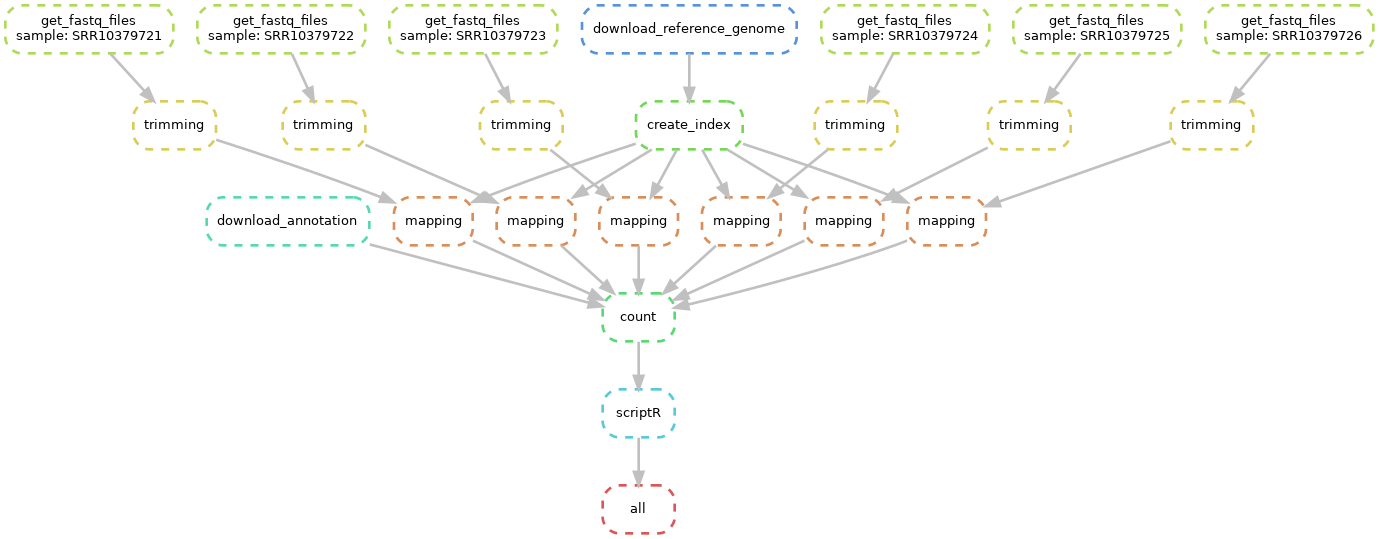 get_fastq_files
sample: SRR10379721
get_fastq_files
sample: SRR10379722
get_fastq_files
sample: SRR10379723
download_reference_genome
get_fastq_files
sample: SRR10379724
get_fastq_files
sample: SRR10379725
get_fastq_files
sample: SRR10379726
trimming
trimming
trimming
create_index
trimming
trimming
trimming
download_annotation
mapping
mapping
mapping
mapping
mapping
mapping
count
scriptR
all